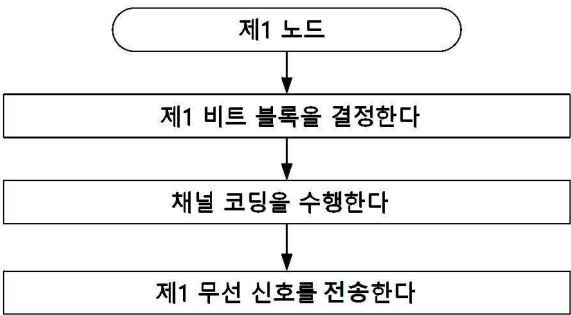 제1 노드
제1 비트 블록을 결정한다
채널 코딩을 수행한다
제1 무선 신호를 전송한다